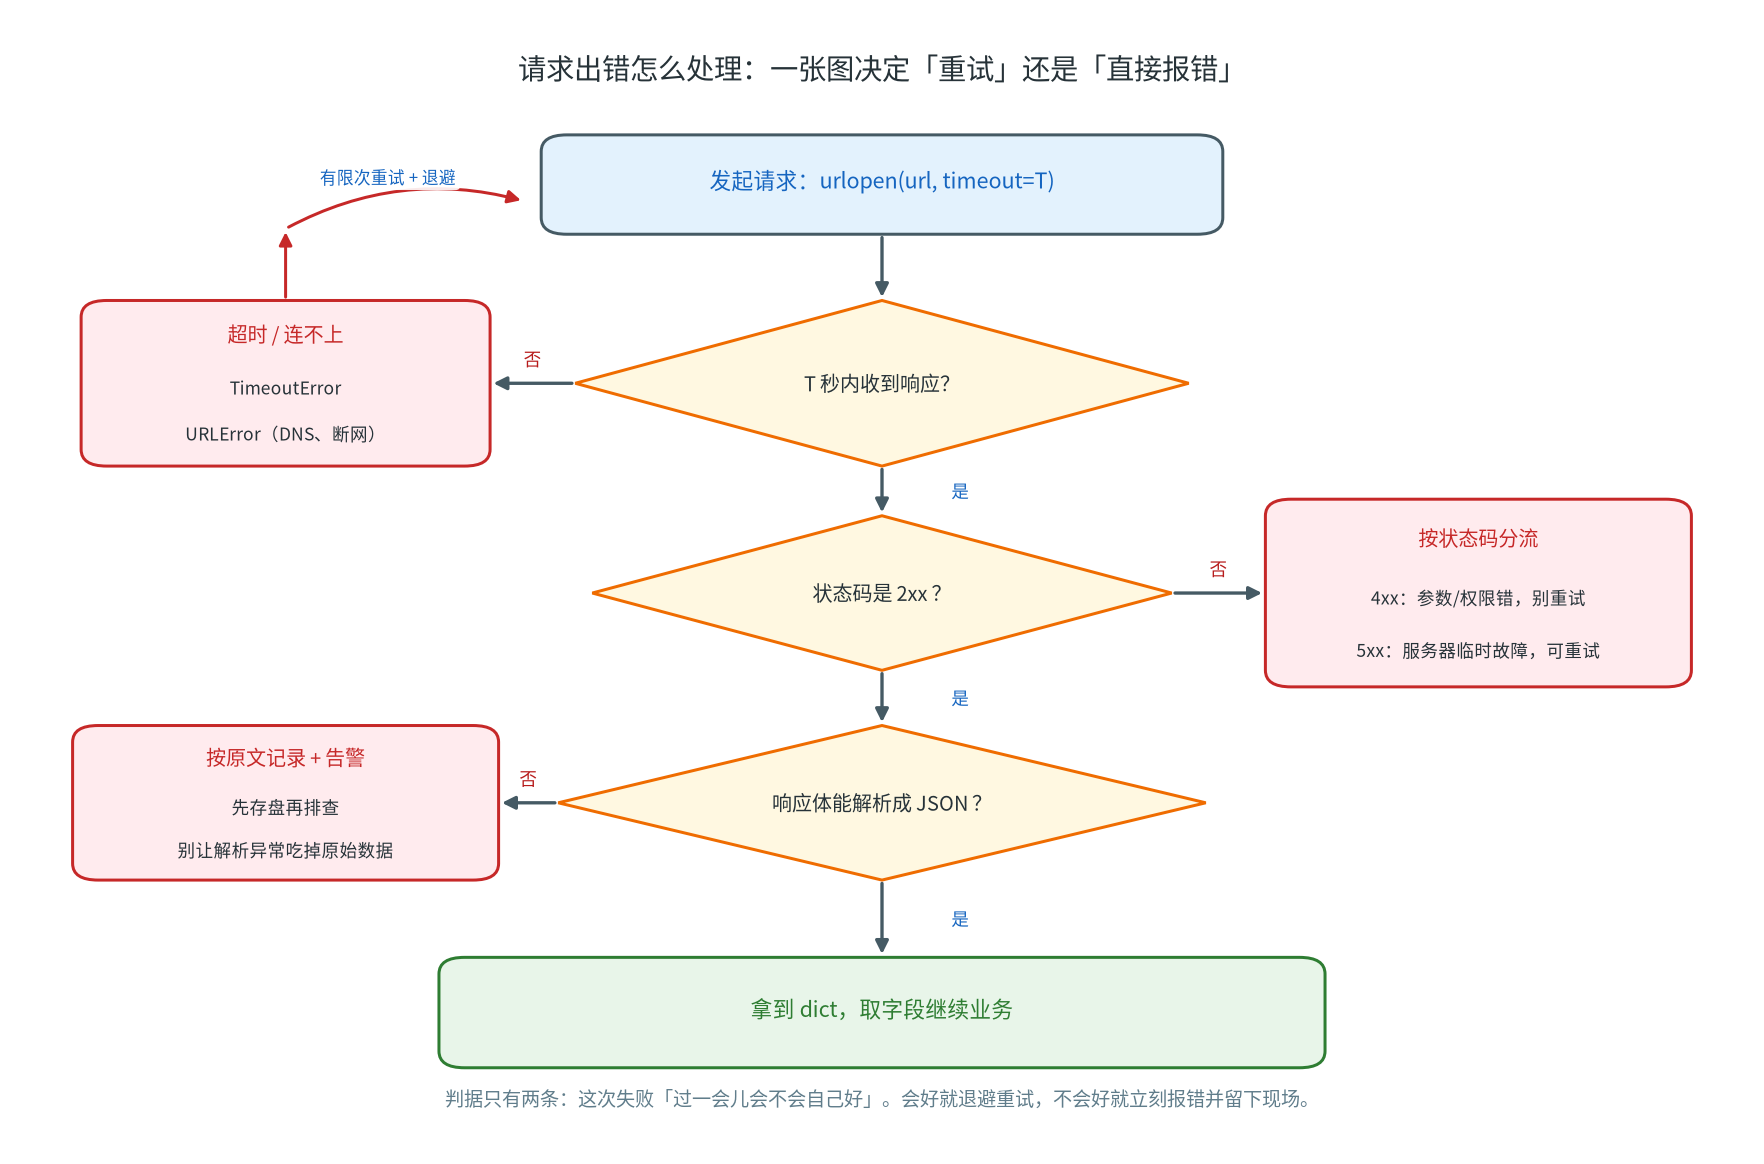 请求出错怎么处理：一张图决定「重试」还是「直接报错」
有限次重试 + 退避
发起请求：urlopen(url, timeout=T)
超时 / 连不上
TimeoutError
URLError（DNS、断网）
否
T 秒内收到响应？
是
状态码是 2xx？
否
按状态码分流
4xx：参数/权限错，别重试
5xx：服务器临时故障，可重试
是
按原文记录 + 告警
先存盘再排查
别让解析异常吃掉原始数据
否
响应体能解析成 JSON？
是
拿到 dict，取字段继续业务
判据只有两条：这次失败「过一会儿会不会自己好」。会好就退避重试，不会好就立刻报错并留下现场。